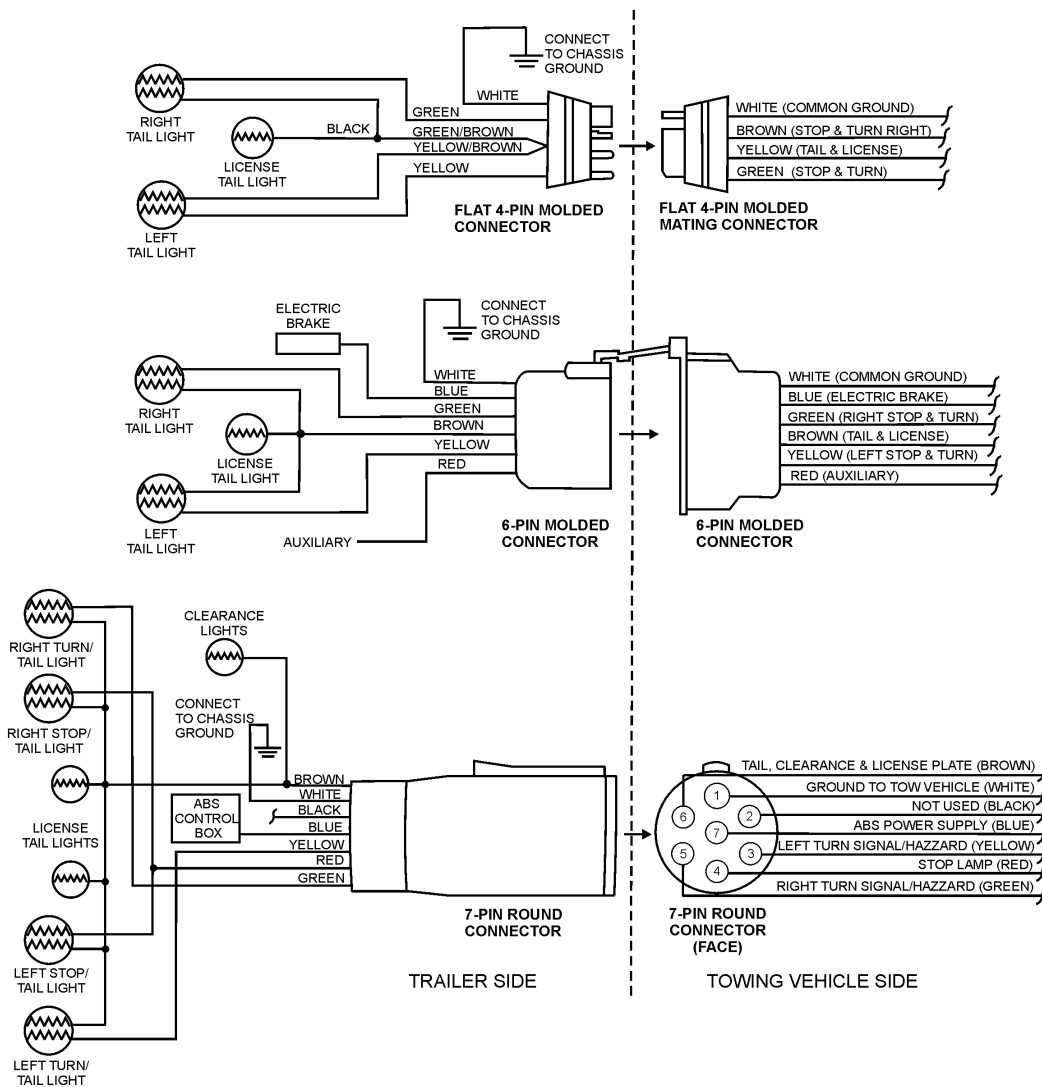 CONNECT
TO CHASSIS
GROUND
WHITE
GREEN
RIGHT
TAIL LIGHT
BLACK
GREEN/BROWN
YELLOW/BROWN
LICENSE
TAIL LIGHT
YELLOW
LEFT
TAIL LIGHT
FLAT 4-PIN MOLDED
CONNECTOR
WHITE (COMMON GROUND)
BROWN (STOP & TURN RIGHT)
YELLOW (TAIL & LICENSE)
GREEN (STOP & TURN)
FLAT 4-PIN MOLDED
MATING CONNECTOR
ELECTRIC
BRAKE
CONNECT
TO CHASSIS
GROUND
WHITE
BLUE
GREEN
BROWN
YELLOW
RED
RIGHT
TAIL LIGHT
LICENSE
TAIL LIGHT
LEFT
TAIL LIGHT
AUXILIARY
6-PIN MOLDED
CONNECTOR
WHITE (COMMON GROUND)
BLUE (ELECTRIC BRAKE)
GREEN (RIGHT STOP & TURN)
BROWN (TAIL & LICENSE)
YELLOW (LEFT STOP & TURN)
RED (AUXILIARY)
6-PIN MOLDED
CONNECTOR
RIGHT TURN/
TAIL LIGHT
CLEARANCE
LIGHTS
RIGHT STOP/
TAIL LIGHT
CONNECT
TO CHASSIS
GROUND
LICENSE
TAIL LIGHTS
ABS
CONTROL
BOX
BROWN
WHITE
BLACK
BLUE
YELLOW
RED
GREEN
LEFT STOP/
TAIL LIGHT
LEFT TURN/
TAIL LIGHT
7-PIN ROUND
CONNECTOR
TAIL, CLEARANCE & LICENSE PLATE (BROWN)
GROUND TO TOW VEHICLE (WHITE)
NOT USED (BLACK)
ABS POWER SUPPLY (BLUE)
LEFT TURN SIGNAL/HAZZARD (YELLOW)
STOP LAMP (RED)
RIGHT TURN SIGNAL/HAZZARD (GREEN)
1
6
2
7
5
3
4
7-PIN ROUND
CONNECTOR
(FACE)
TRAILER SIDE
TOWING VEHICLE SIDE